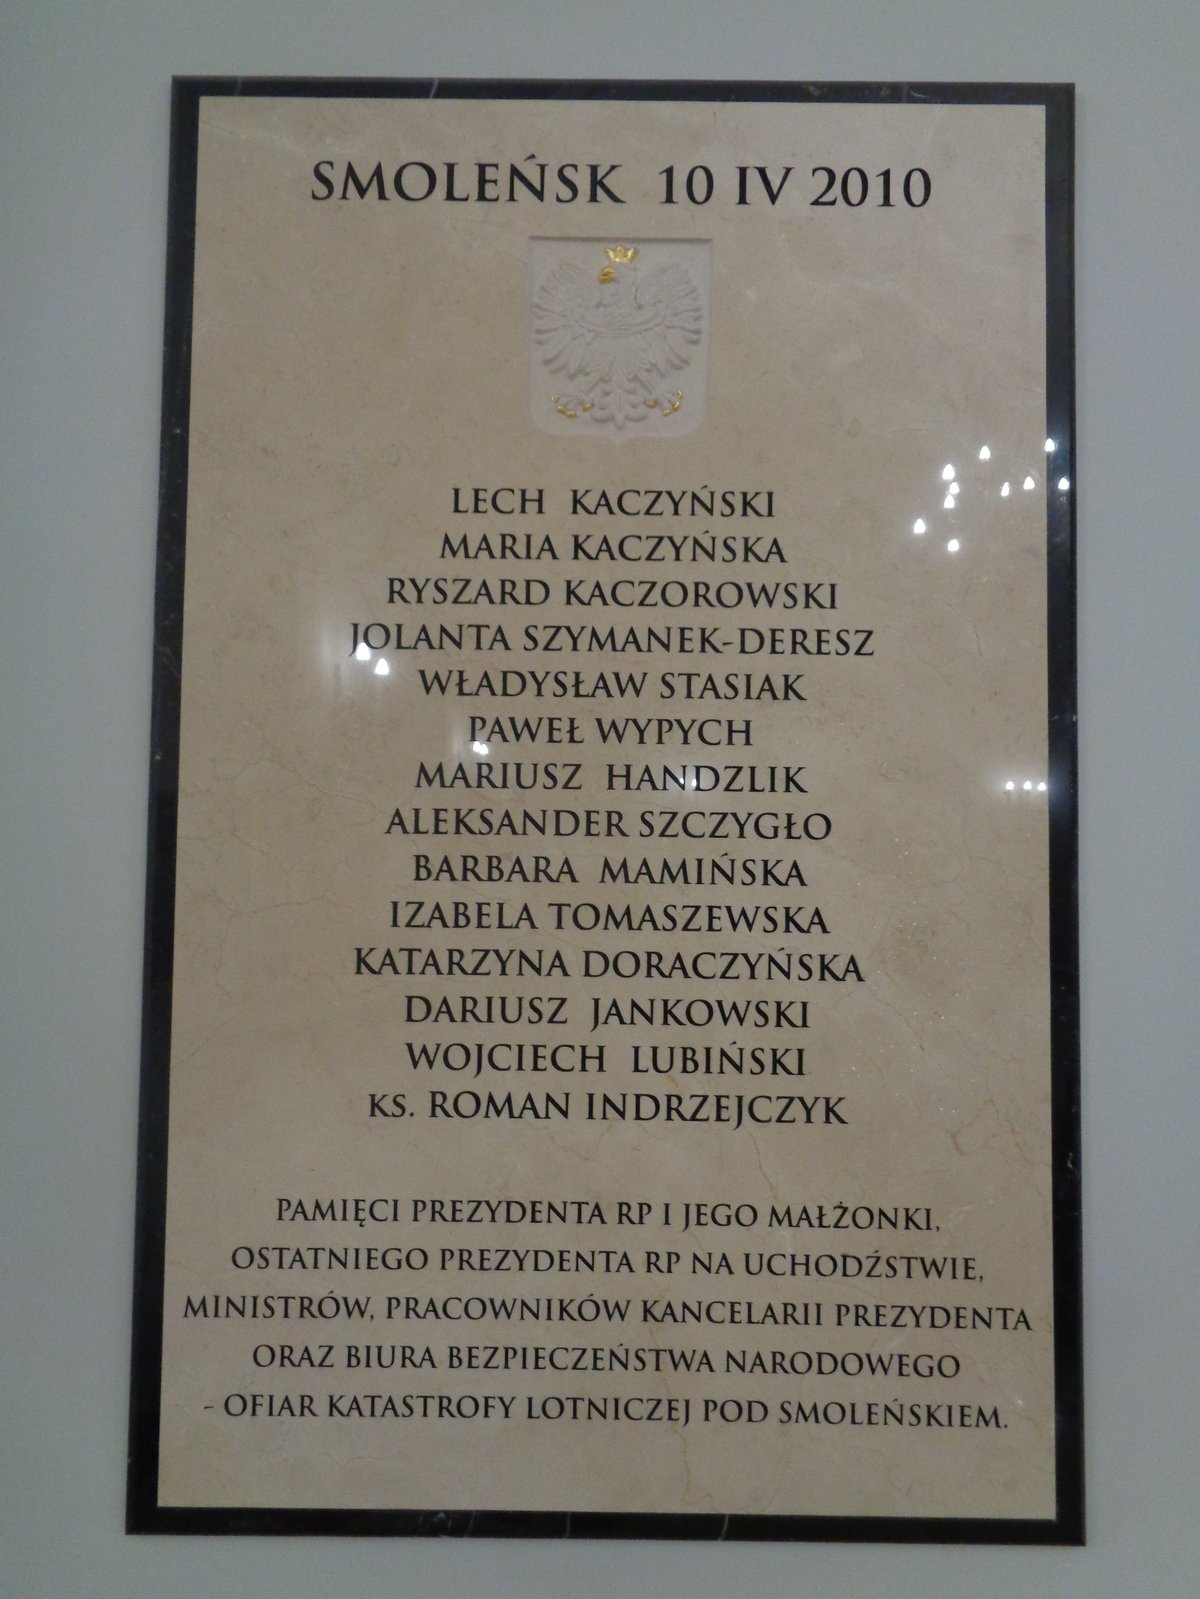 SMOLEŃSK 10 IV 2010
LECH KACZYŃSKI
MARIA KACZYŃSKA
RYSZARD KACZOROWSKI
JOLANTA SZYMANEK-DERESZ
WŁADYSŁAW STASIAK
PAWEŁ WYPYCH
MARIUSZ HANDZLIK
ALEKSANDER SZCZYGŁO
BARBARA MAMIŃSKA
IZABELA TOMASZEWSKA
KATARZYNA DORACZYŃSKA
DARIUSZ JANKOWSKI
WOJCIECH LUBIŃSKI
KS. ROMAN INDRZEJCZYK
PAMIĘCI PREZYDENTA RP I JEGO MAŁŻONKI,
OSTATNIEGO PREZYDENTA RP NA UCHODŹSTWIE,
MINISTRÓW, PRACOWNIKÓW KANCELARII PREZYDENTA
ORAZ BIURA BEZPIECZEŃSTWA NARODOWEGO
- OFIAR KATASTROFY LOTNICZEJ POD SMOLEŃSKIEM.